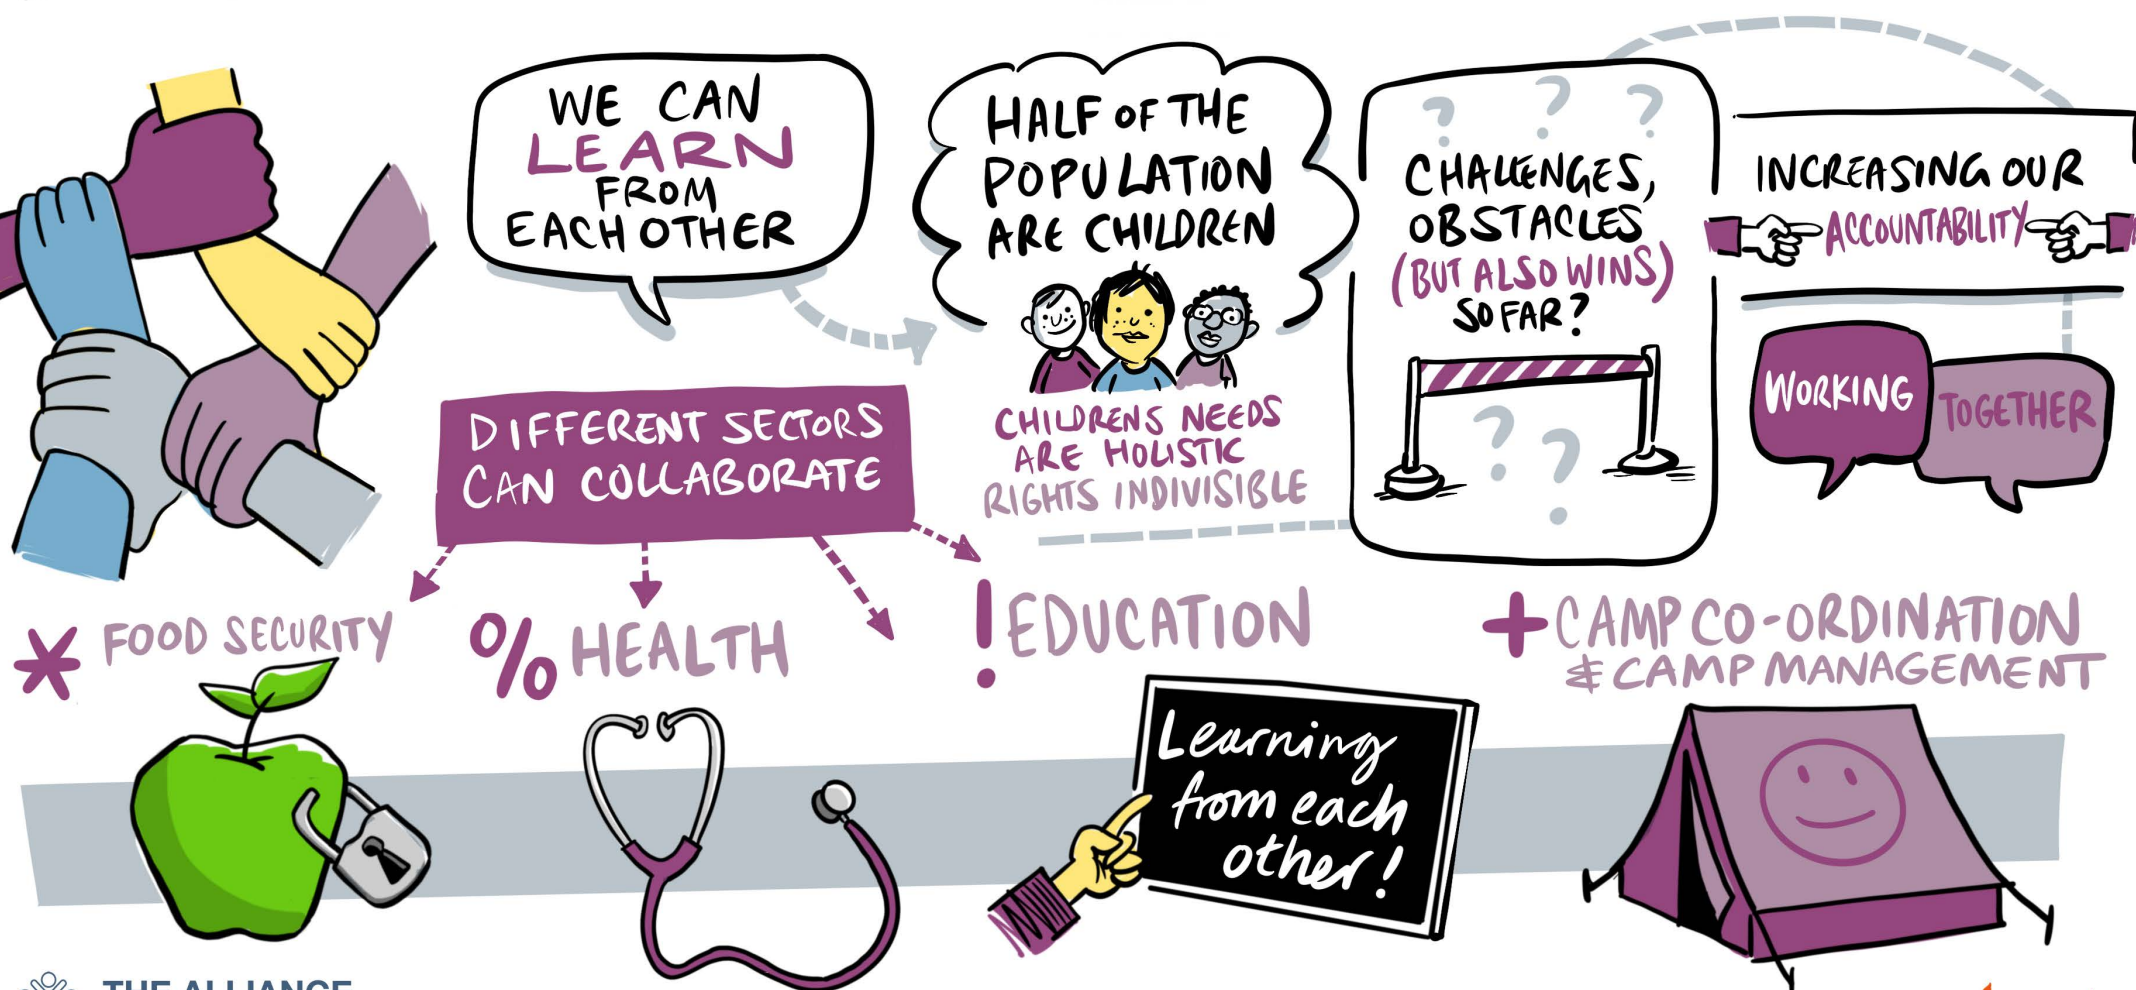 WE CAN
LEARN
FROM
EACH OTHER
HALF OF THE
POPULATION
ARE CHILDREN
CHILDRENS NEEDS
ARE HOLISTIC
RIGHTS INDIVISIBLE
? ? ?
CHALLENGES,
OBSTACLES
(BUT ALSO WINS)
SO FAR?
? ?
?
INCREASING OUR
ACCOUNTABILITY
WORKING
TOGETHER
DIFFERENT SECTORS
CAN COLLABORATE
* FOOD SECURITY
% HEALTH
! EDUCATION
+ CAMP CO-ORDINATION
& CAMP MANAGEMENT
Learning
from each
other!
THE ALLIANCE